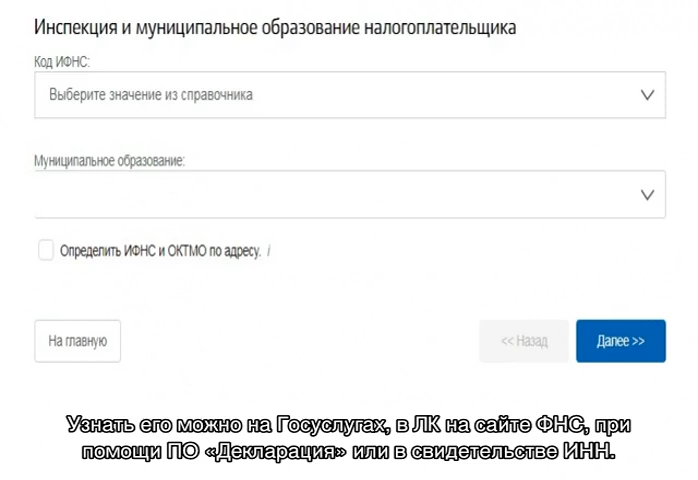 Инспекция и муниципальное образование налогоплательщика
Код ИФНС:
Выберите значение из справочника
Муниципальное образование:
Определить ИФНС и ОКТМО по адресу. i
На главную
<< Назад
Далее >>
Узнать его можно на Госуслугах, в ЛК на сайте ФНС, при
помощи ПО «Декларация» или в свидетельстве ИНН.